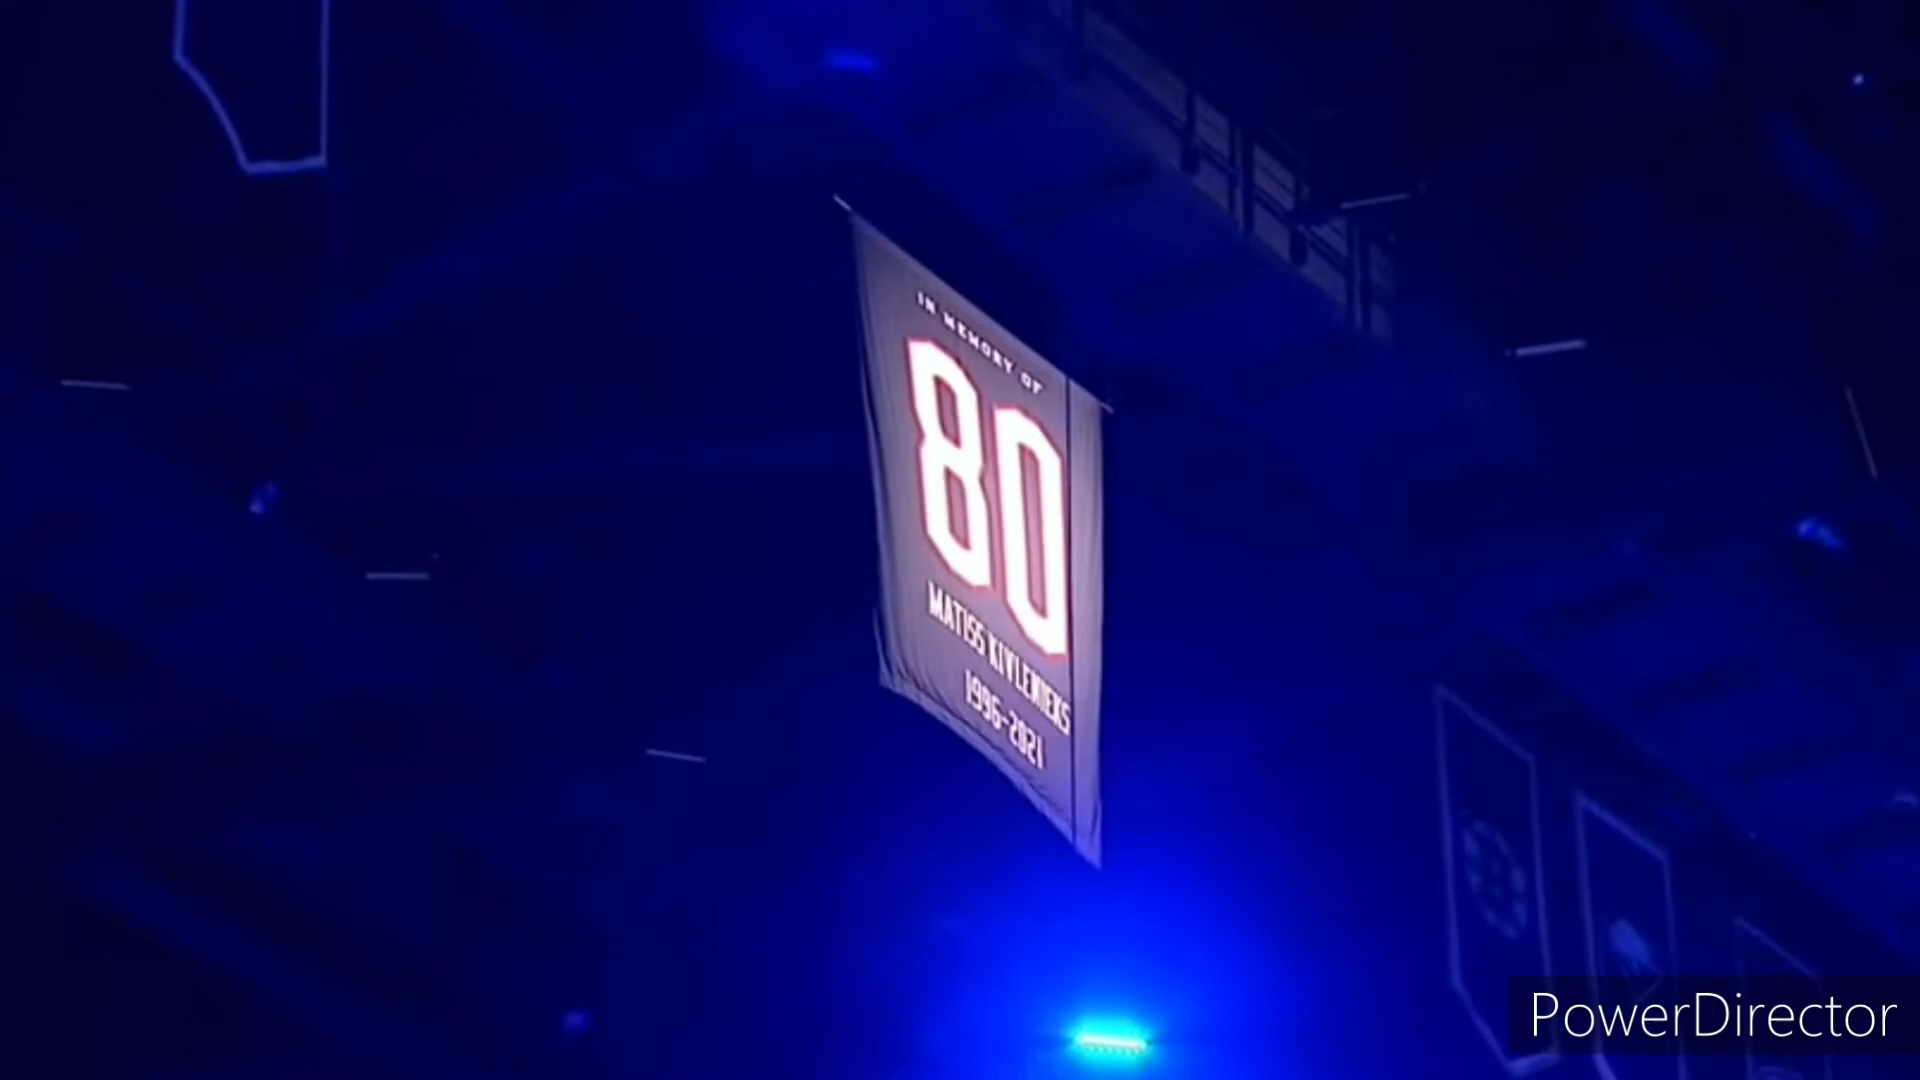 IN MEMORY OF
80
MATISS KIVLENIEKS
1996-2021
PowerDirector